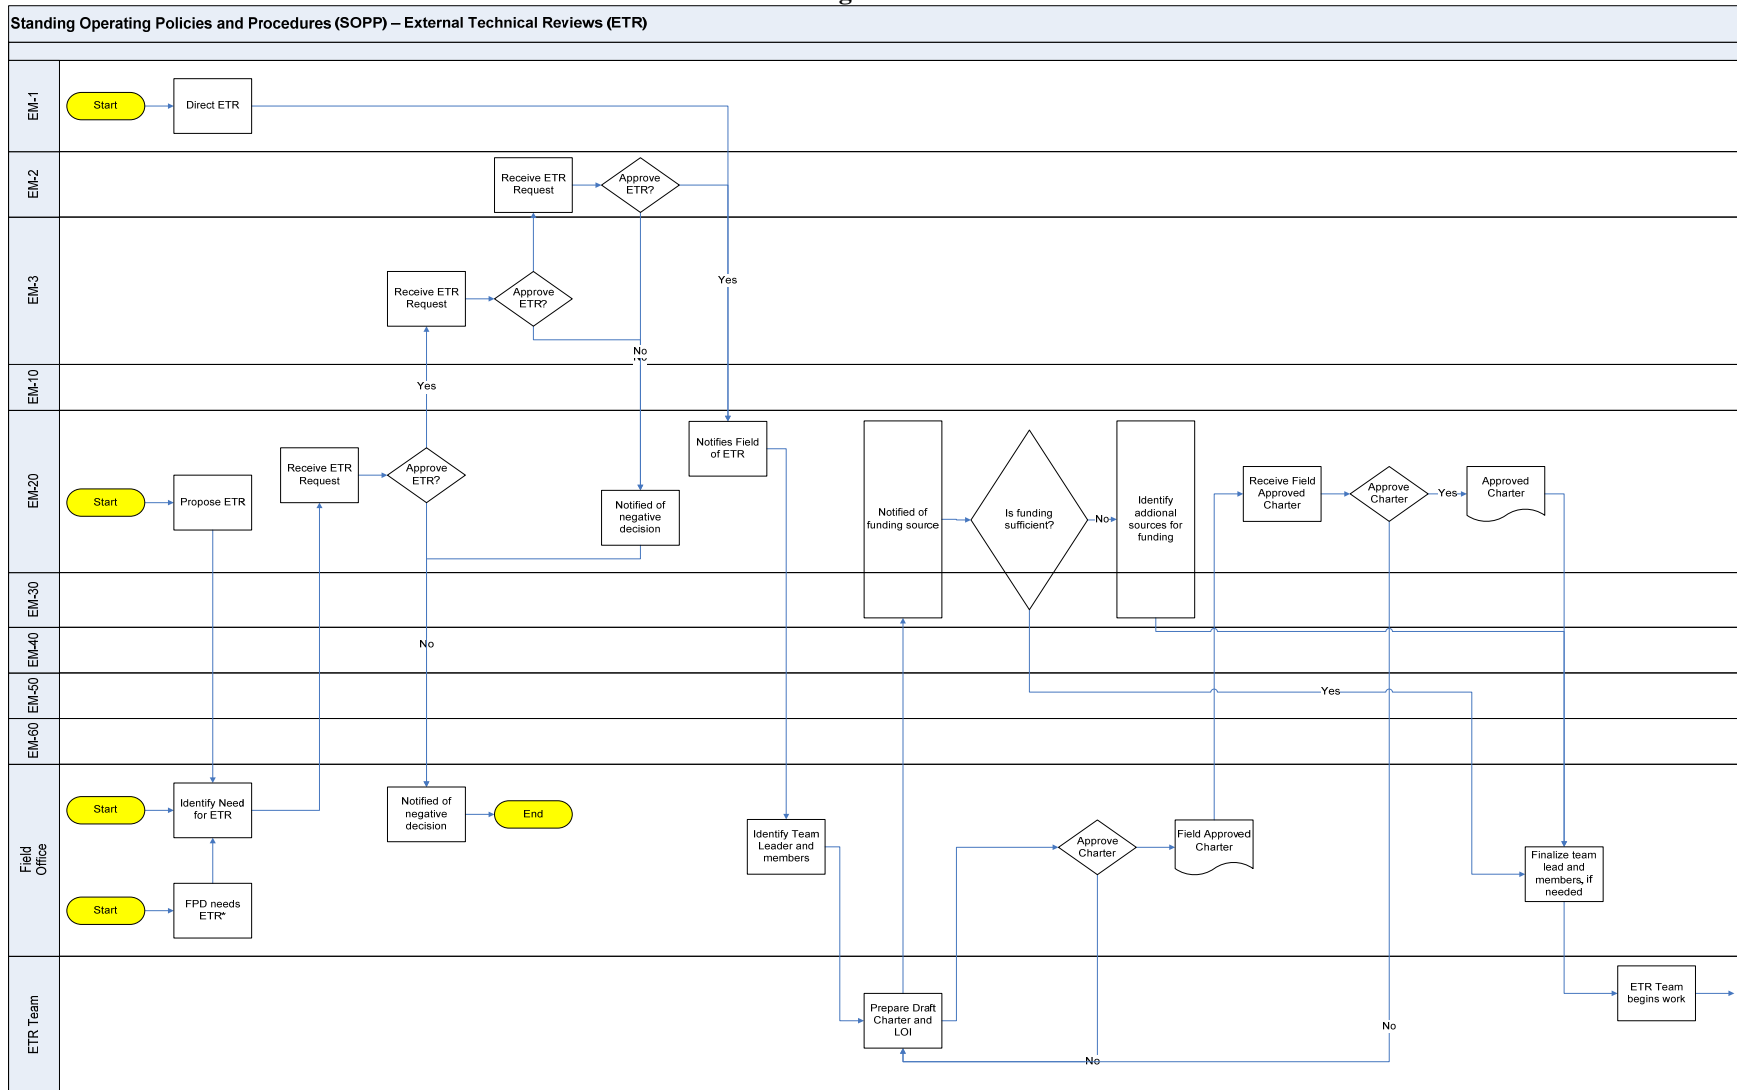 Standing Operating Policies and Procedures (SOPP) – External Technical Reviews (ETR)
EM-1
Start
Direct ETR
EM-2
Receive ETR
Request
Approve
ETR?
EM-3
Receive ETR
Request
Approve
ETR?
Yes
No
No
EM-10
Yes
EM-20
Start
Propose ETR
Receive ETR
Request
Approve
ETR?
Notified of
negative
decision
Notifies Field
of ETR
Notified of
funding source
Is funding
sufficient?
No
Identify
addional
sources for
funding
Receive Field
Approved
Charter
Approve
Charter
Yes
Approved
Charter
EM-30
EM-40
No
EM-50
Yes
EM-60
Field
Office
Start
Identify Need
for ETR
Notified of
negative
decision
End
Start
FPD needs
ETR*
Identify Team
Leader and
members
Approve
Charter
Field Approved
Charter
Finalize team
lead and
members, if
needed
ETR Team
Prepare Draft
Charter and
LOI
No
No
ETR Team
begins work